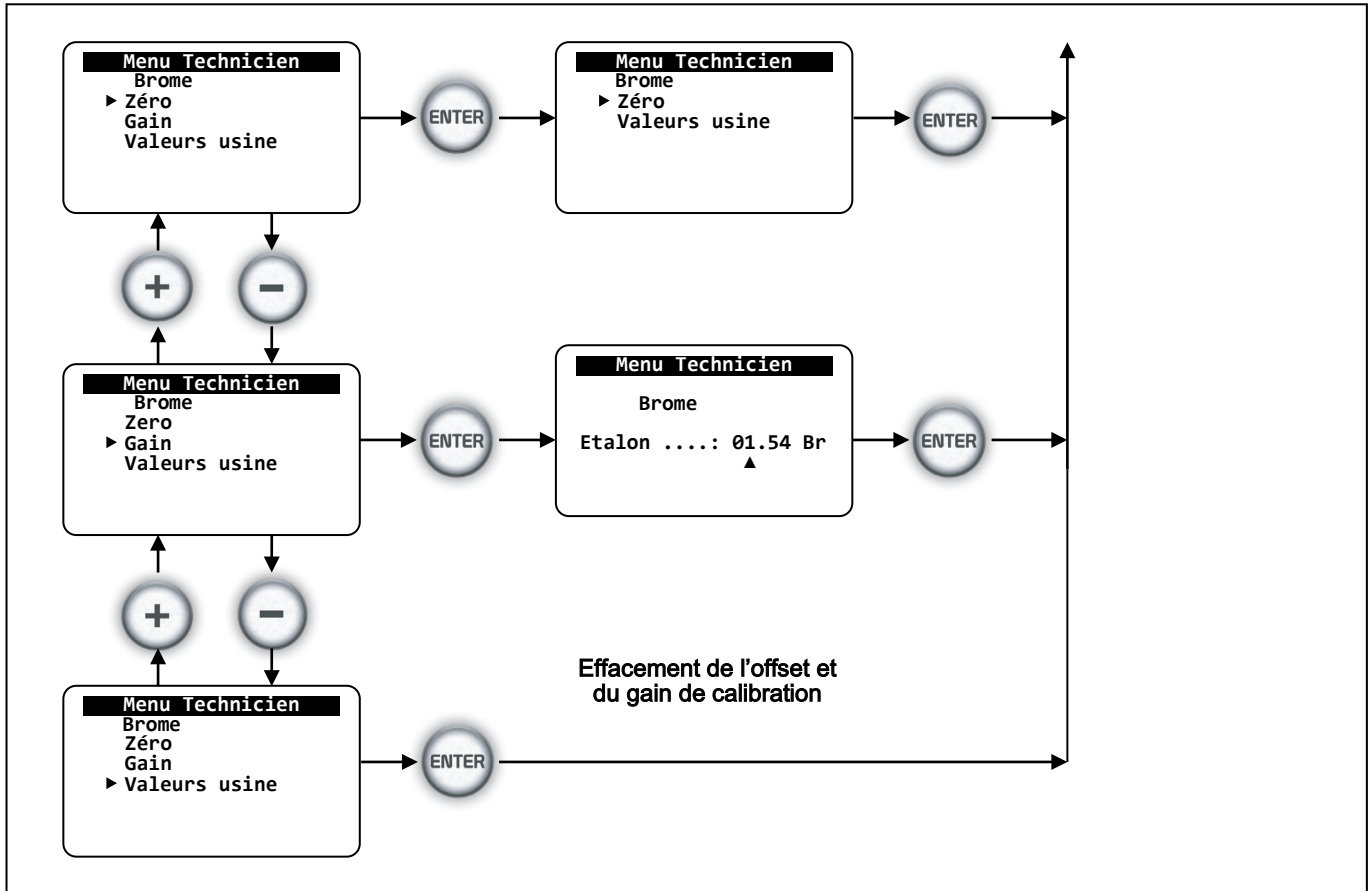 Menu Technicien
Brome
▶ Zéro
Gain
Valeurs usine
ENTER
Menu Technicien
Brome
▶ Zéro
Valeurs usine
ENTER
+
−
Menu Technicien
Brome
Zero
▶ Gain
Valeurs usine
ENTER
Menu Technicien
Brome
Etalon ....: 01.54 Br
▲
ENTER
+
−
Menu Technicien
Brome
Zéro
Gain
▶ Valeurs usine
ENTER
Effacement de l'offset et
du gain de calibration